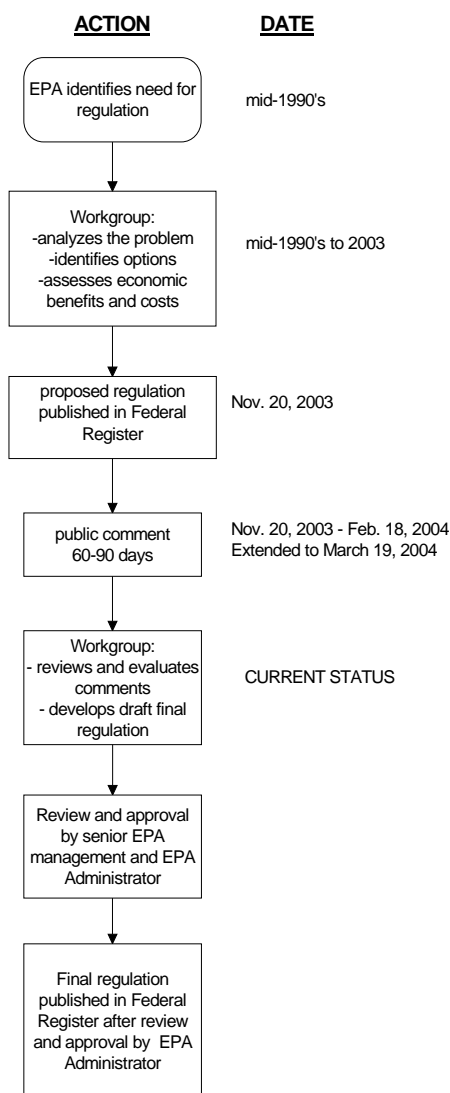 ACTION DATE
EPA identifies need for
regulation
mid-1990's
Workgroup:
-analyzes the problem
-identifies options
-assesses economic
benefits and costs
mid-1990's to 2003
proposed regulation
published in Federal
Register
Nov. 20, 2003
public comment
60-90 days
Nov. 20, 2003 - Feb. 18, 2004
Extended to March 19, 2004
Workgroup:
- reviews and evaluates
comments
- develops draft final
regulation
CURRENT STATUS
Review and approval
by senior EPA
management and EPA
Administrator
Final regulation
published in Federal
Register after review
and approval by EPA
Administrator